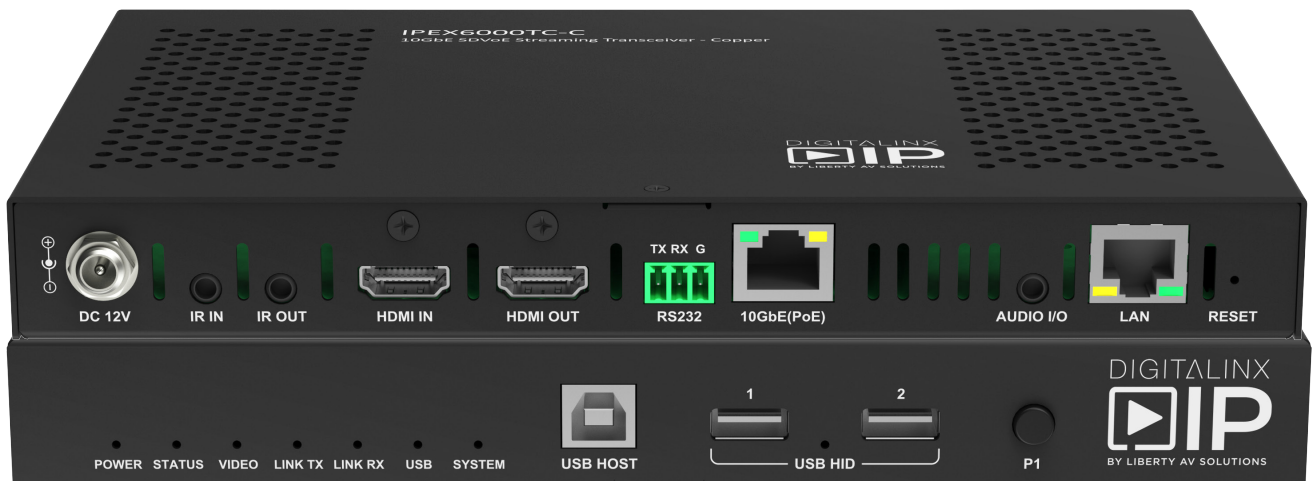 IPEX6000TC-C
10GbE SDVoE Streaming Transceiver - Copper
DIGITALINX
IP
BY LIBERTY AV SOLUTIONS
TX RX G
DC 12V IR IN IR OUT HDMI IN HDMI OUT RS232 10GbE(PoE) AUDIO I/O LAN RESET
DIGITALINX
IP
BY LIBERTY AV SOLUTIONS
1 2
POWER STATUS VIDEO LINK TX LINK RX USB SYSTEM USB HOST USB HID P1